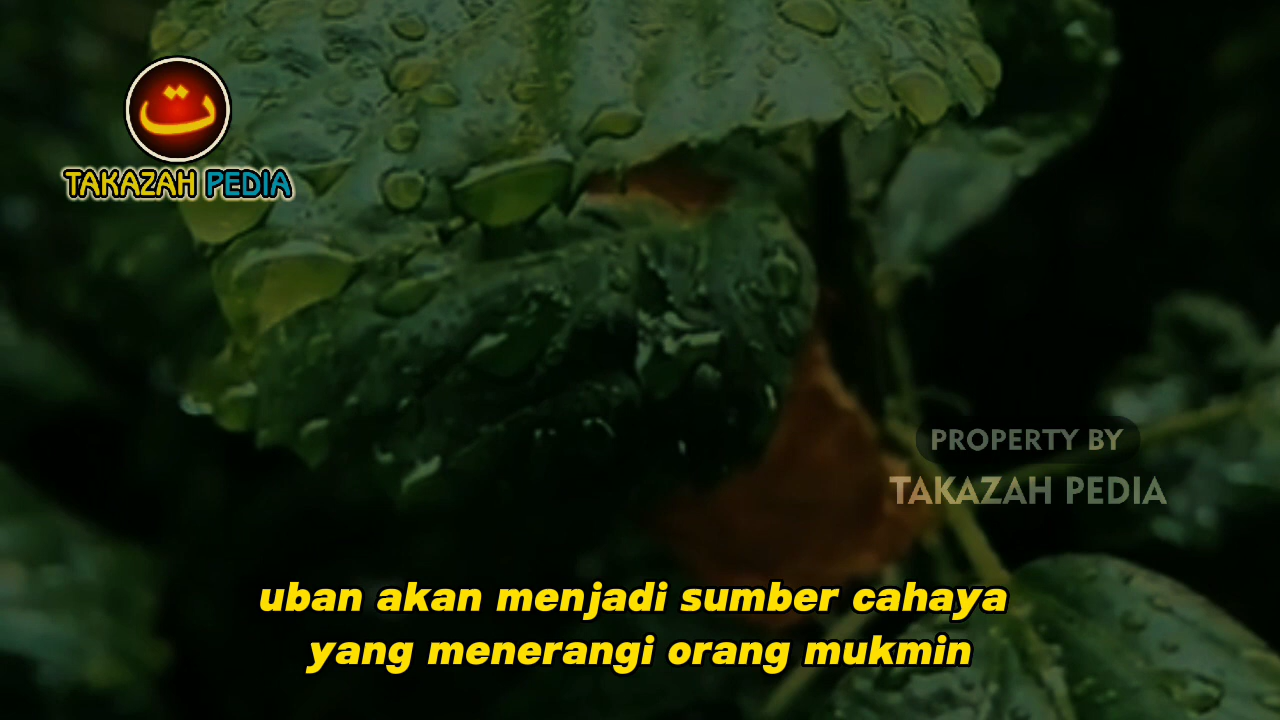 ت
TAKAZAH PEDIA
PROPERTY BY
TAKAZAH PEDIA
uban akan menjadi sumber cahaya
yang menerangi orang mukmin